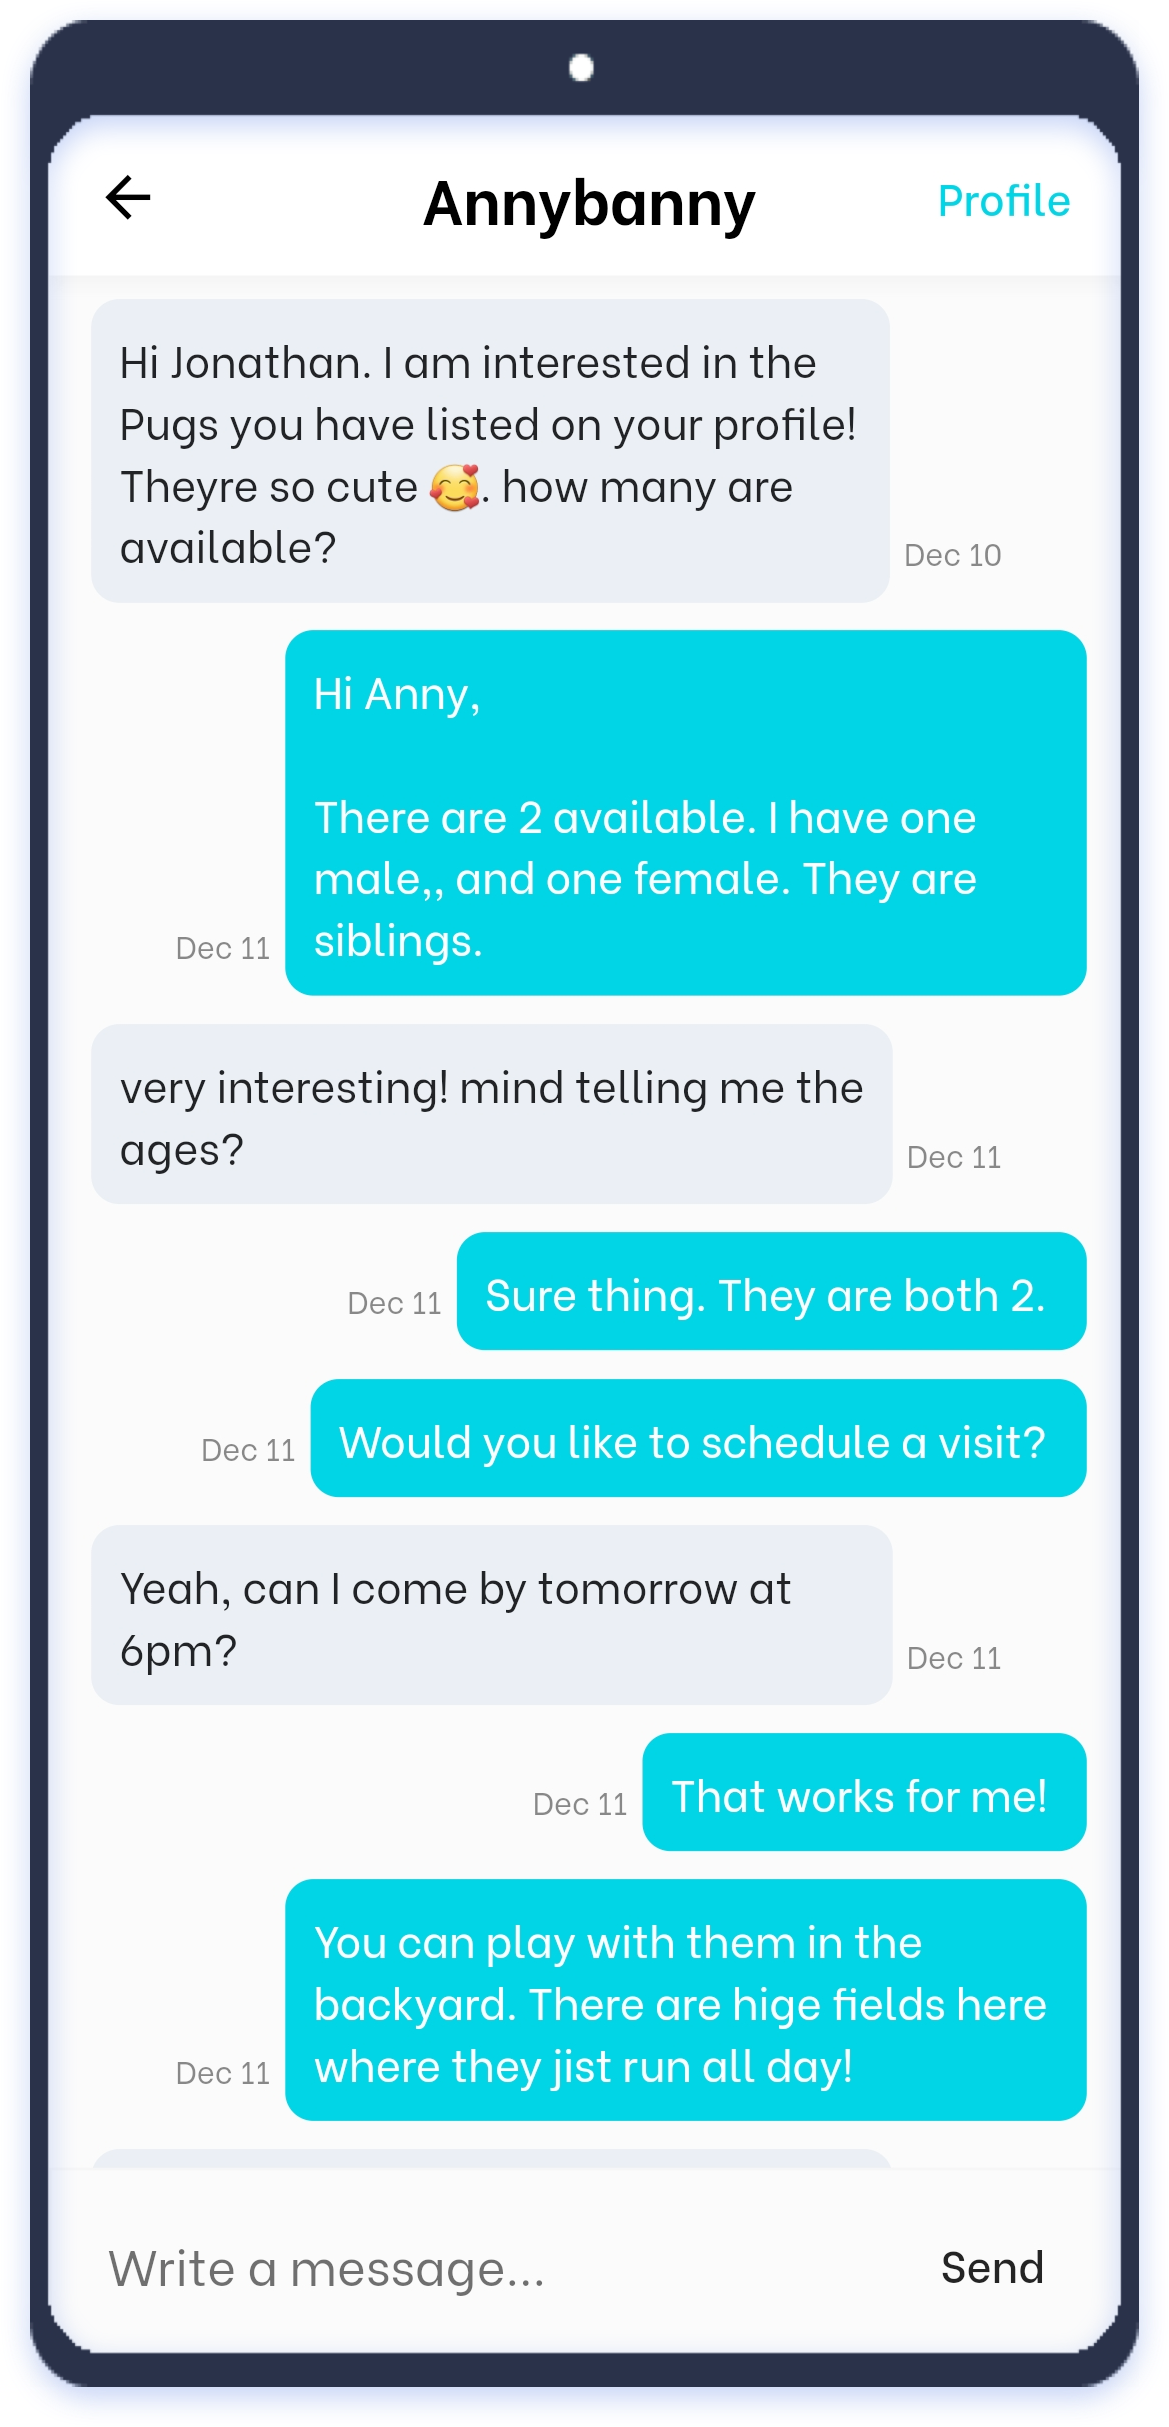 Annybanny
Profile
Hi Jonathan. I am interested in the
Pugs you have listed on your profile!
Theyre so cute 🥰. how many are
available?
Dec 10
Hi Anny,
There are 2 available. I have one
male,, and one female. They are
siblings.
Dec 11
very interesting! mind telling me the
ages?
Dec 11
Sure thing. They are both 2.
Dec 11
Would you like to schedule a visit?
Dec 11
Yeah, can I come by tomorrow at
6pm?
Dec 11
That works for me!
Dec 11
You can play with them in the
backyard. There are hige fields here
where they jist run all day!
Dec 11
Write a message...
Send